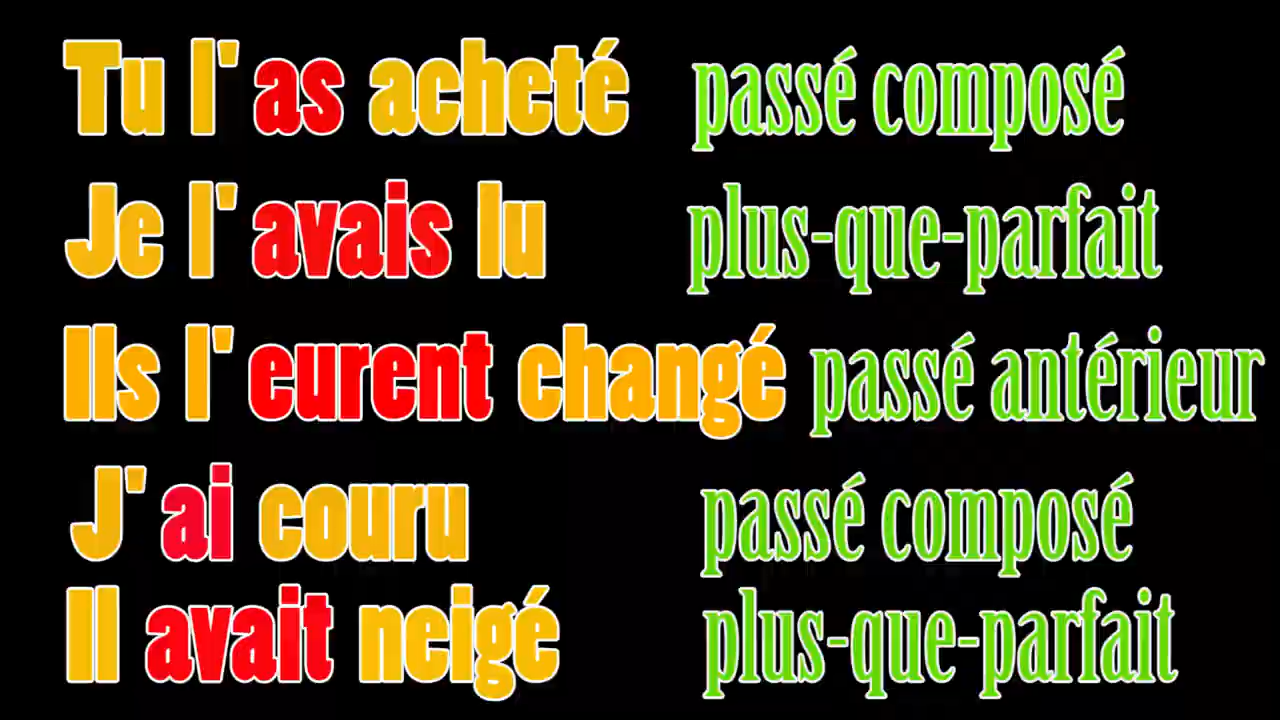 Tu l'as acheté passé composé
Je l'avais lu plus-que-parfait
Ils l'eurent changé passé antérieur
J'ai couru passé composé
Il avait neigé plus-que-parfait